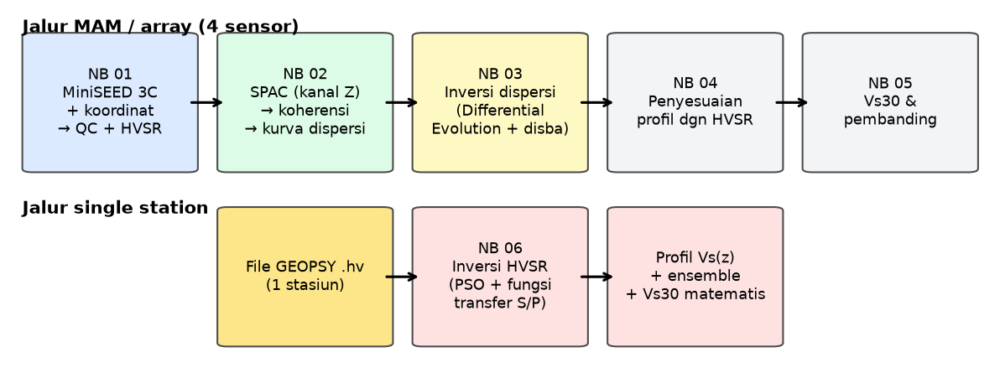 Jalur MAM / array (4 sensor)
NB 01
MiniSEED 3C
+ koordinat
→ QC + HVSR
NB 02
SPAC (kanal Z)
→ koherensi
→ kurva dispersi
NB 03
Inversi dispersi
(Differential
Evolution + disba)
NB 04
Penyesuaian
profil dgn HVSR
NB 05
Vs30 &
pembanding
Jalur single station
File GEOPSY .hv
(1 stasiun)
NB 06
Inversi HVSR
(PSO + fungsi
transfer S/P)
Profil Vs(z)
+ ensemble
+ Vs30 matematis